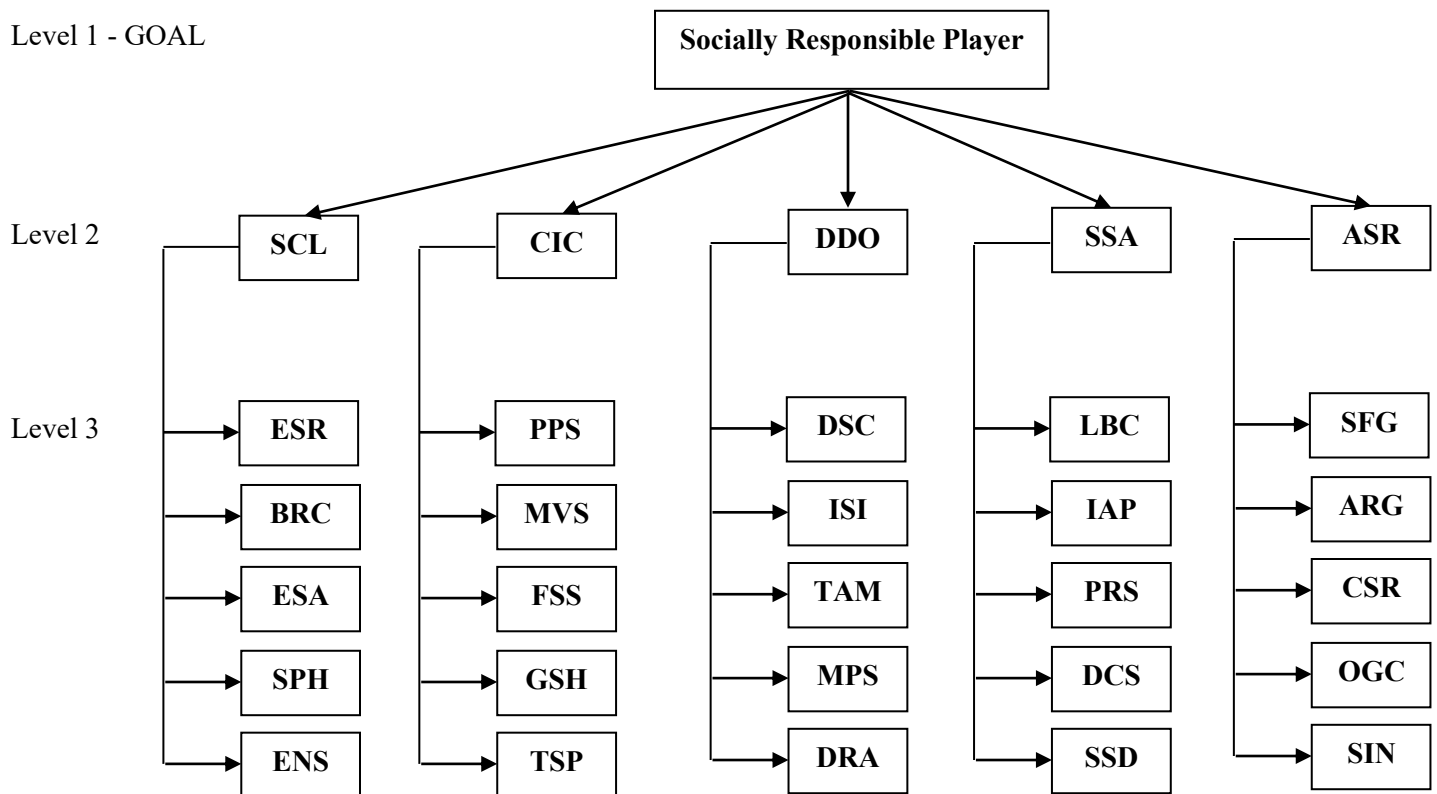 Level 1 - GOAL
Socially Responsible Player
Level 2
SCL
CIC
DDO
SSA
ASR
Level 3
ESR
PPS
DSC
LBC
SFG
BRC
MVS
ISI
IAP
ARG
ESA
FSS
TAM
PRS
CSR
SPH
GSH
MPS
DCS
OGC
ENS
TSP
DRA
SSD
SIN